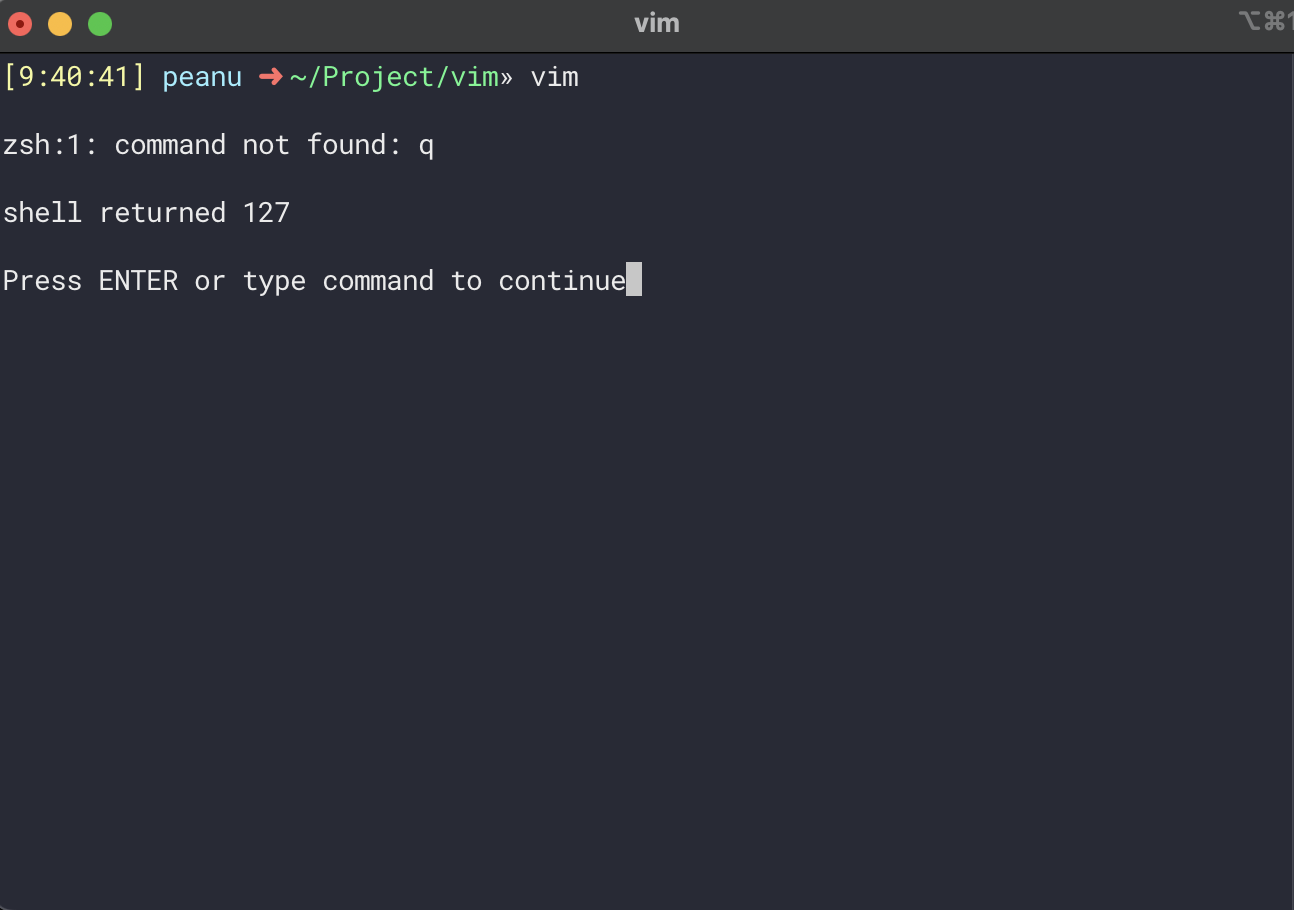 vim
⌥⌘1
[9:40:41] peanu ➜ ~/Project/vim» vim
zsh:1: command not found: q
shell returned 127
Press ENTER or type command to continue